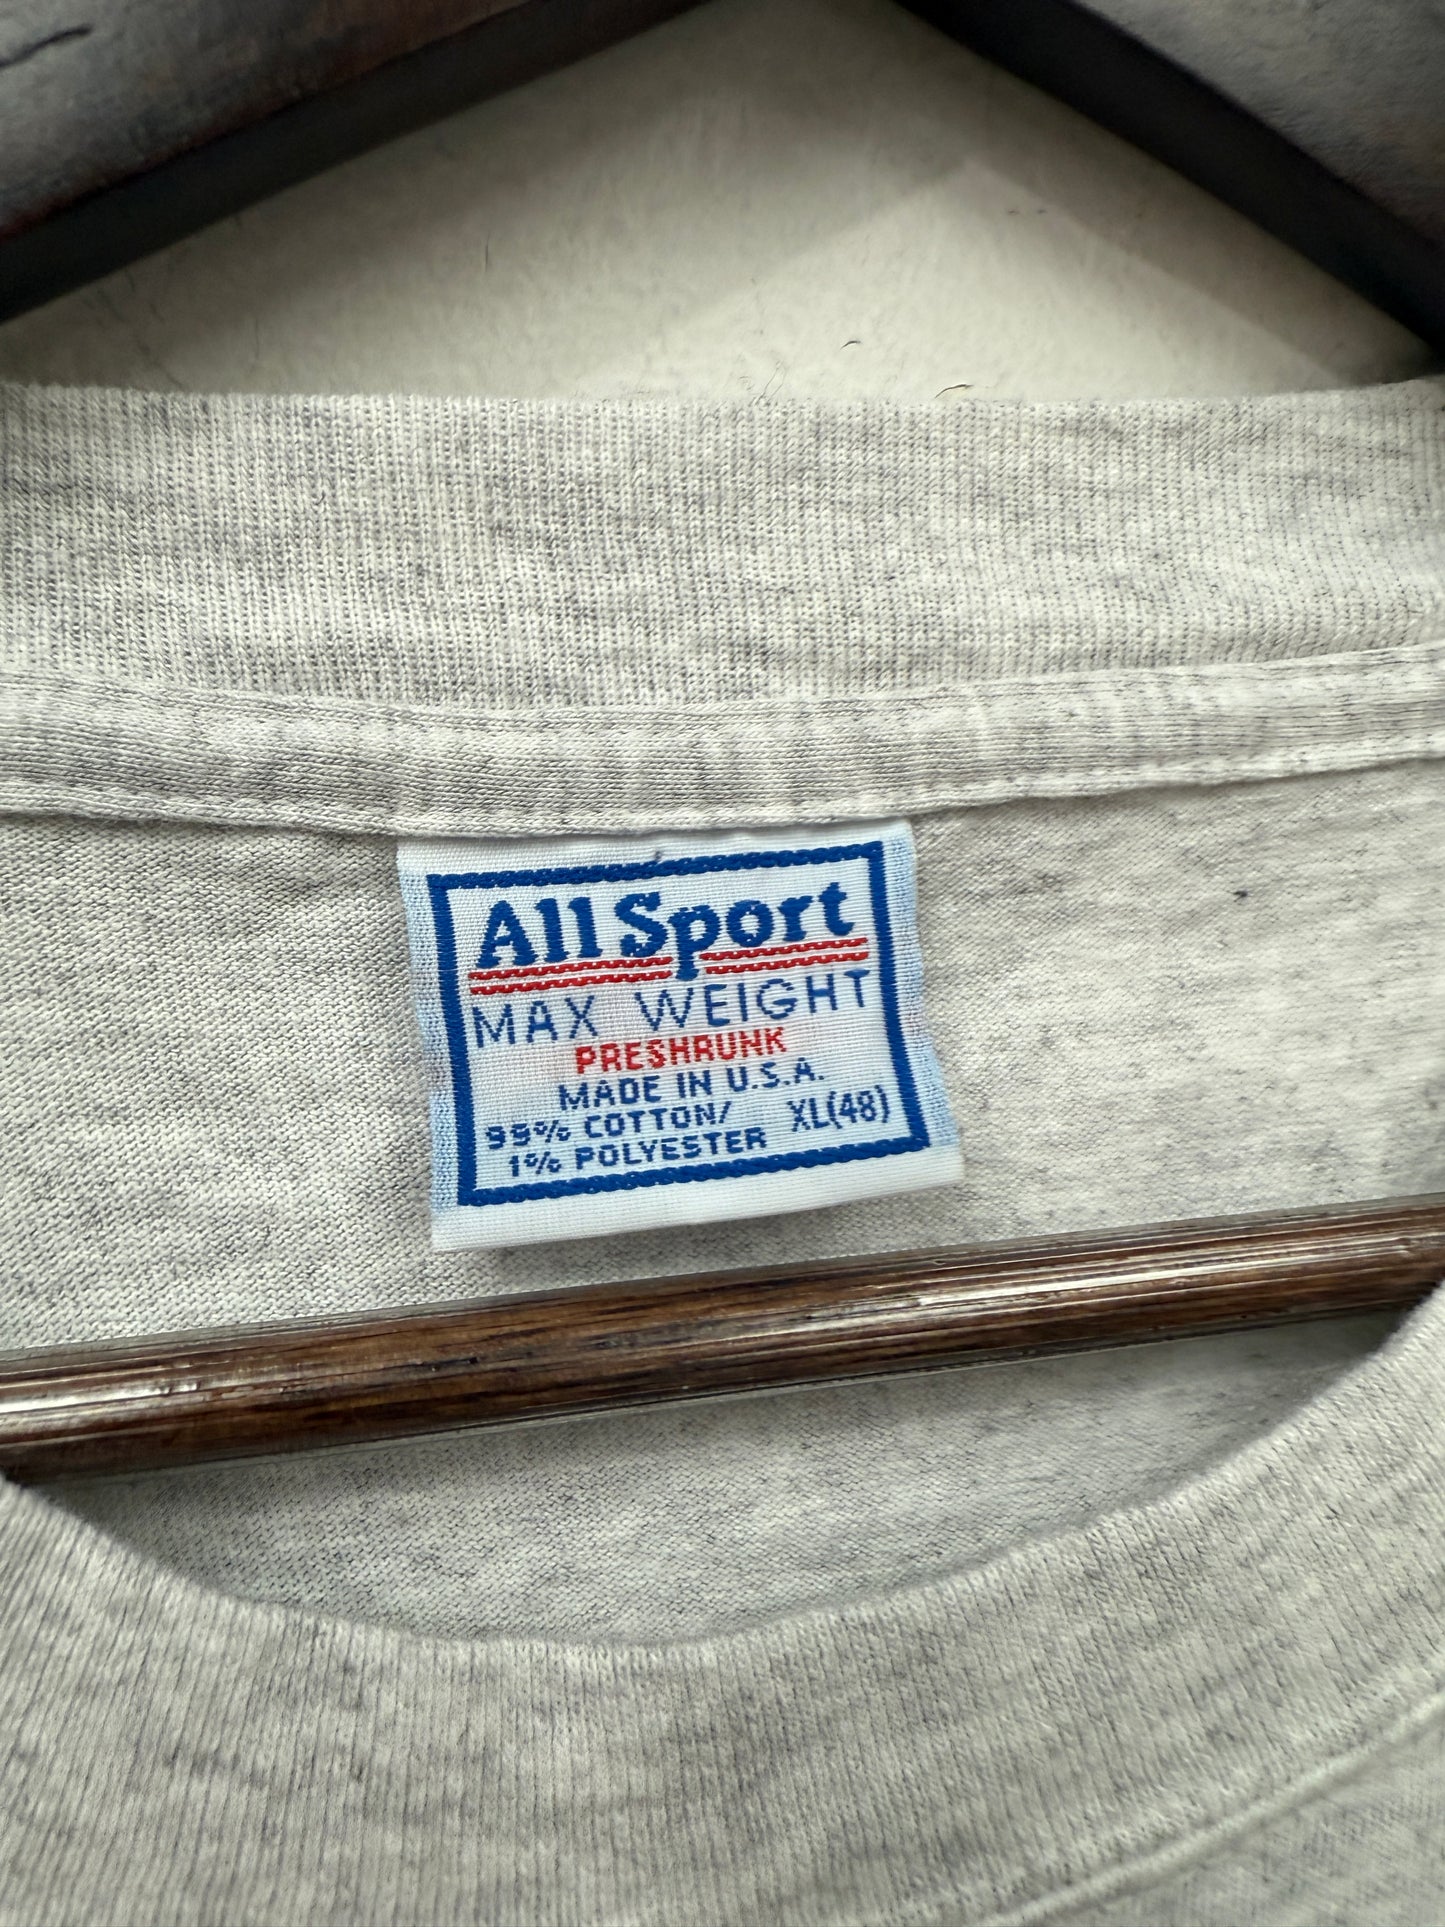 All Sport
MAX WEIGHT
PRESHRUNK
MADE IN U.S.A.
99% COTTON/
1% POLYESTER
XL(48)